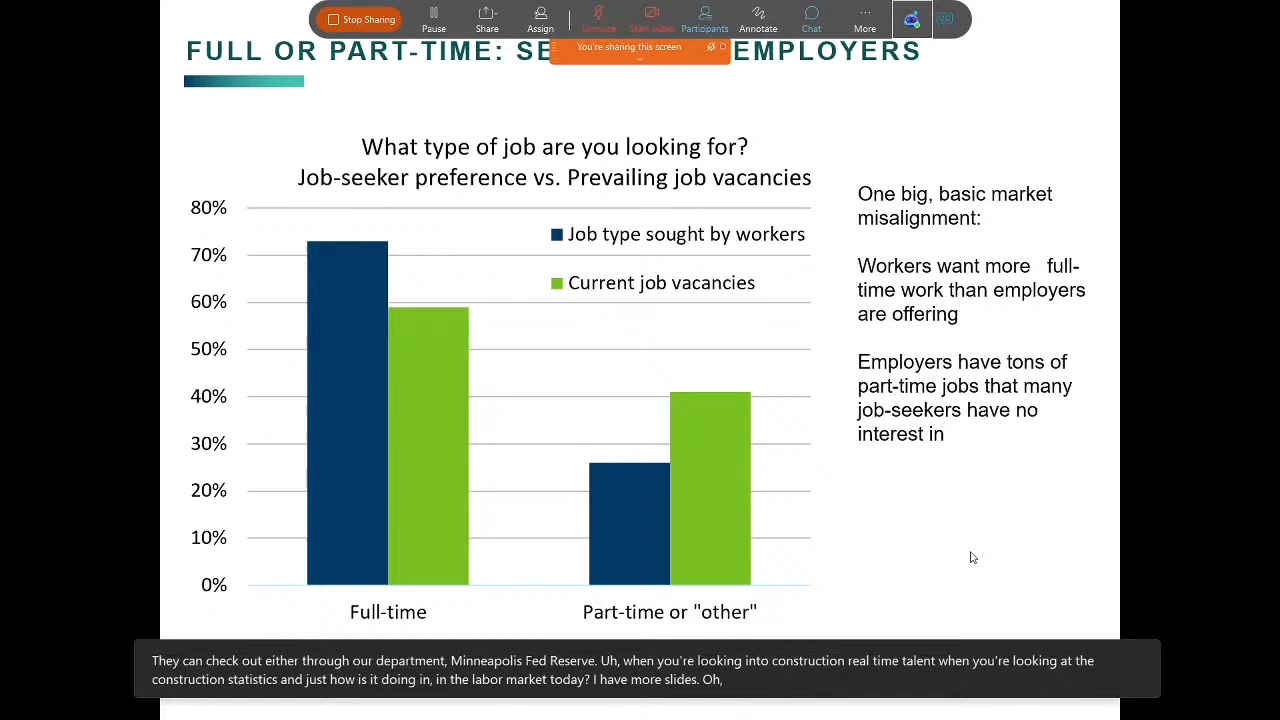 Stop Sharing
Pause
Share
Assign
Unmute
Start video
Participants
Annotate
Chat
More
CC
You're sharing this screen
FULL OR PART-TIME: SE EMPLOYERS
What type of job are you looking for?
Job-seeker preference vs. Prevailing job vacancies
80%
70%
60%
50%
40%
30%
20%
10%
0%
Job type sought by workers
Current job vacancies
Full-time
Part-time or "other"
One big, basic market
misalignment:
Workers want more full-
time work than employers
are offering
Employers have tons of
part-time jobs that many
job-seekers have no
interest in
They can check out either through our department, Minneapolis Fed Reserve. Uh, when you're looking into construction real time talent when you're looking at the
construction statistics and just how is it doing in, in the labor market today? I have more slides. Oh,